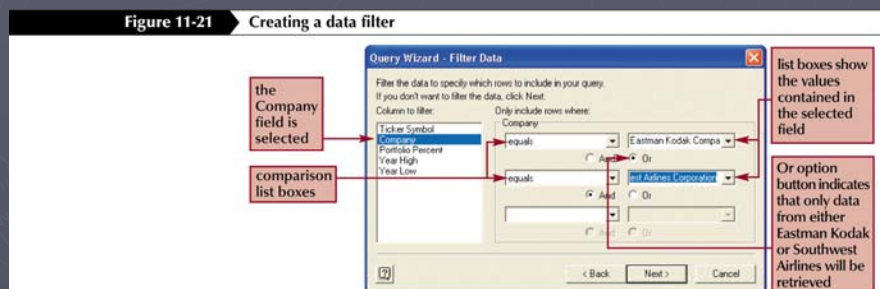 Figure 11-21 Creating a data filter
Query Wizard - Filter Data
Filter the data to specify which rows to include in your query.
If you don't want to filter the data, click Next.
Column to filter:
Only include rows where:
Ticker Symbol
Company
Portfolio Percent
Year High
Year Low
Company
equals
Eastman Kodak Compa
And Or
equals
est Airlines Corporation
And Or
And Or
< Back Next > Cancel
the
Company
field is
selected
comparison
list boxes
list boxes show
the values
contained in
the selected
field
Or option
button indicates
that only data
from either
Eastman Kodak
or Southwest
Airlines will be
retrieved